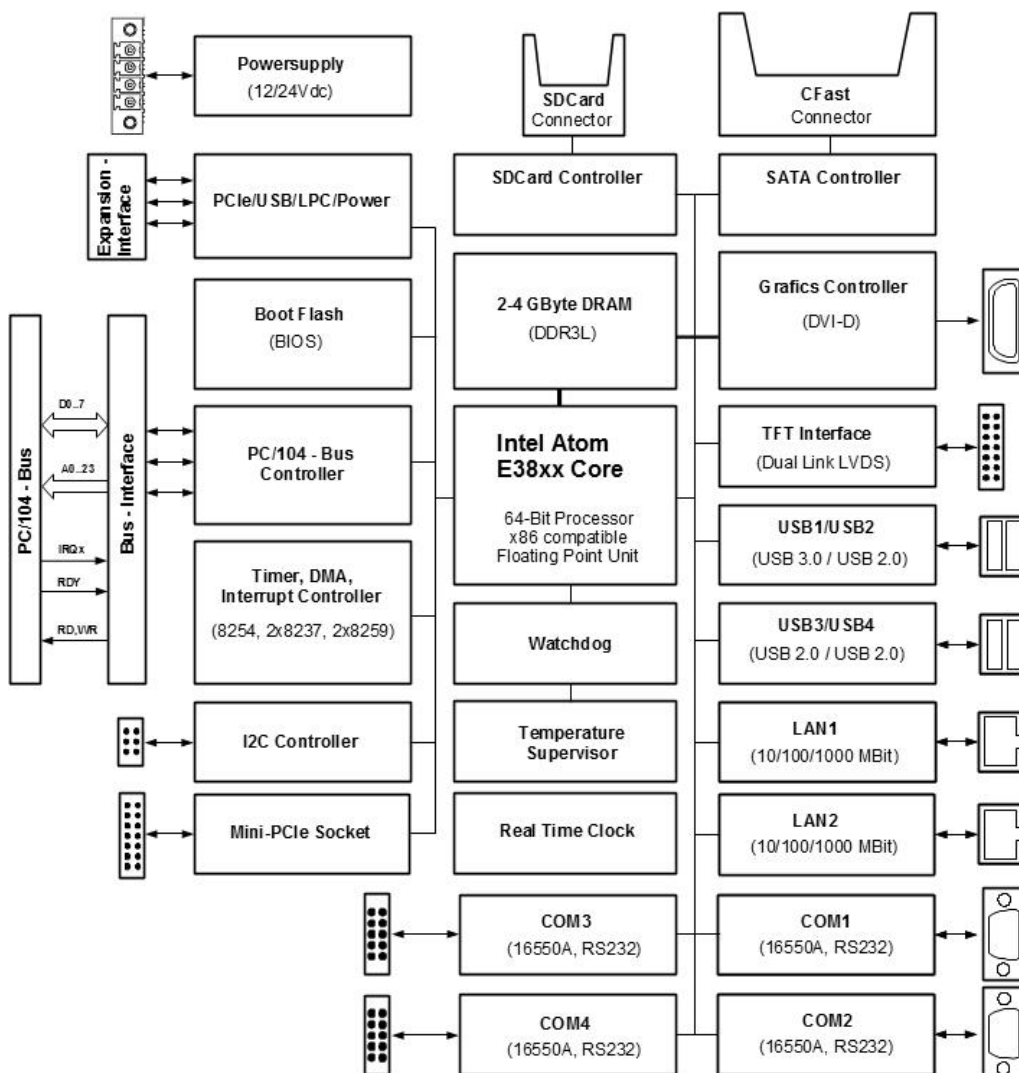 Powersupply
(12/24Vdc)
SDCard
Connector
CFast
Connector
Expansion -
Interface
PCIe/USB/LPC/Power
SDCard Controller
SATA Controller
Boot Flash
(BIOS)
2-4 GByte DRAM
(DDR3L)
Grafics Controller
(DVI-D)
PC/104 - Bus
D0..7
A0..23
IRQx
RDY
RD,WR
Bus - Interface
PC/104 - Bus
Controller
Intel Atom
E38xx Core
64-Bit Processor
x86 compatible
Floating Point Unit
TFT Interface
(Dual Link LVDS)
USB1/USB2
(USB 3.0 / USB 2.0)
Timer, DMA,
Interrupt Controller
(8254, 2x8237, 2x8259)
Watchdog
USB3/USB4
(USB 2.0 / USB 2.0)
I2C Controller
Temperature
Supervisor
LAN1
(10/100/1000 MBit)
Mini-PCIe Socket
Real Time Clock
LAN2
(10/100/1000 MBit)
COM3
(16550A, RS232)
COM1
(16550A, RS232)
COM4
(16550A, RS232)
COM2
(16550A, RS232)